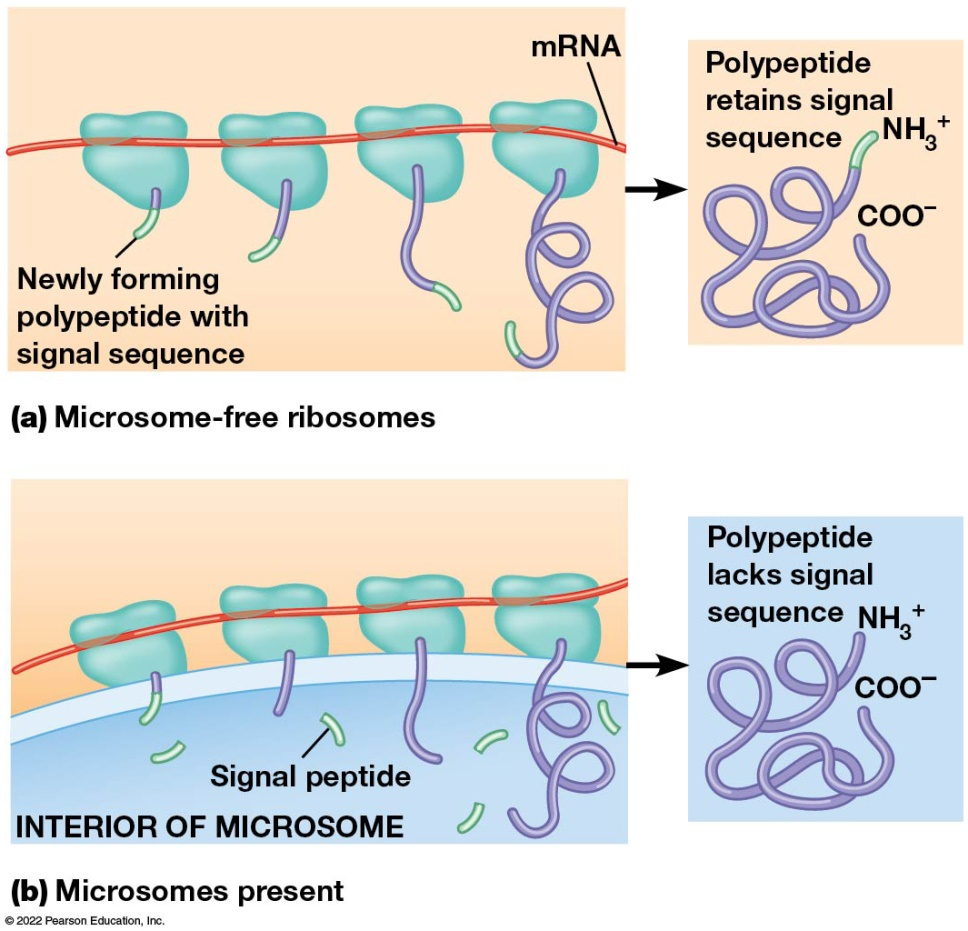 mRNA
Newly forming
polypeptide with
signal sequence
Polypeptide
retains signal
sequence
NH₃⁺
COO⁻
(a) Microsome-free ribosomes
Signal peptide
INTERIOR OF MICROSOME
Polypeptide
lacks signal
sequence
NH₃⁺
COO⁻
(b) Microsomes present
© 2022 Pearson Education, Inc.